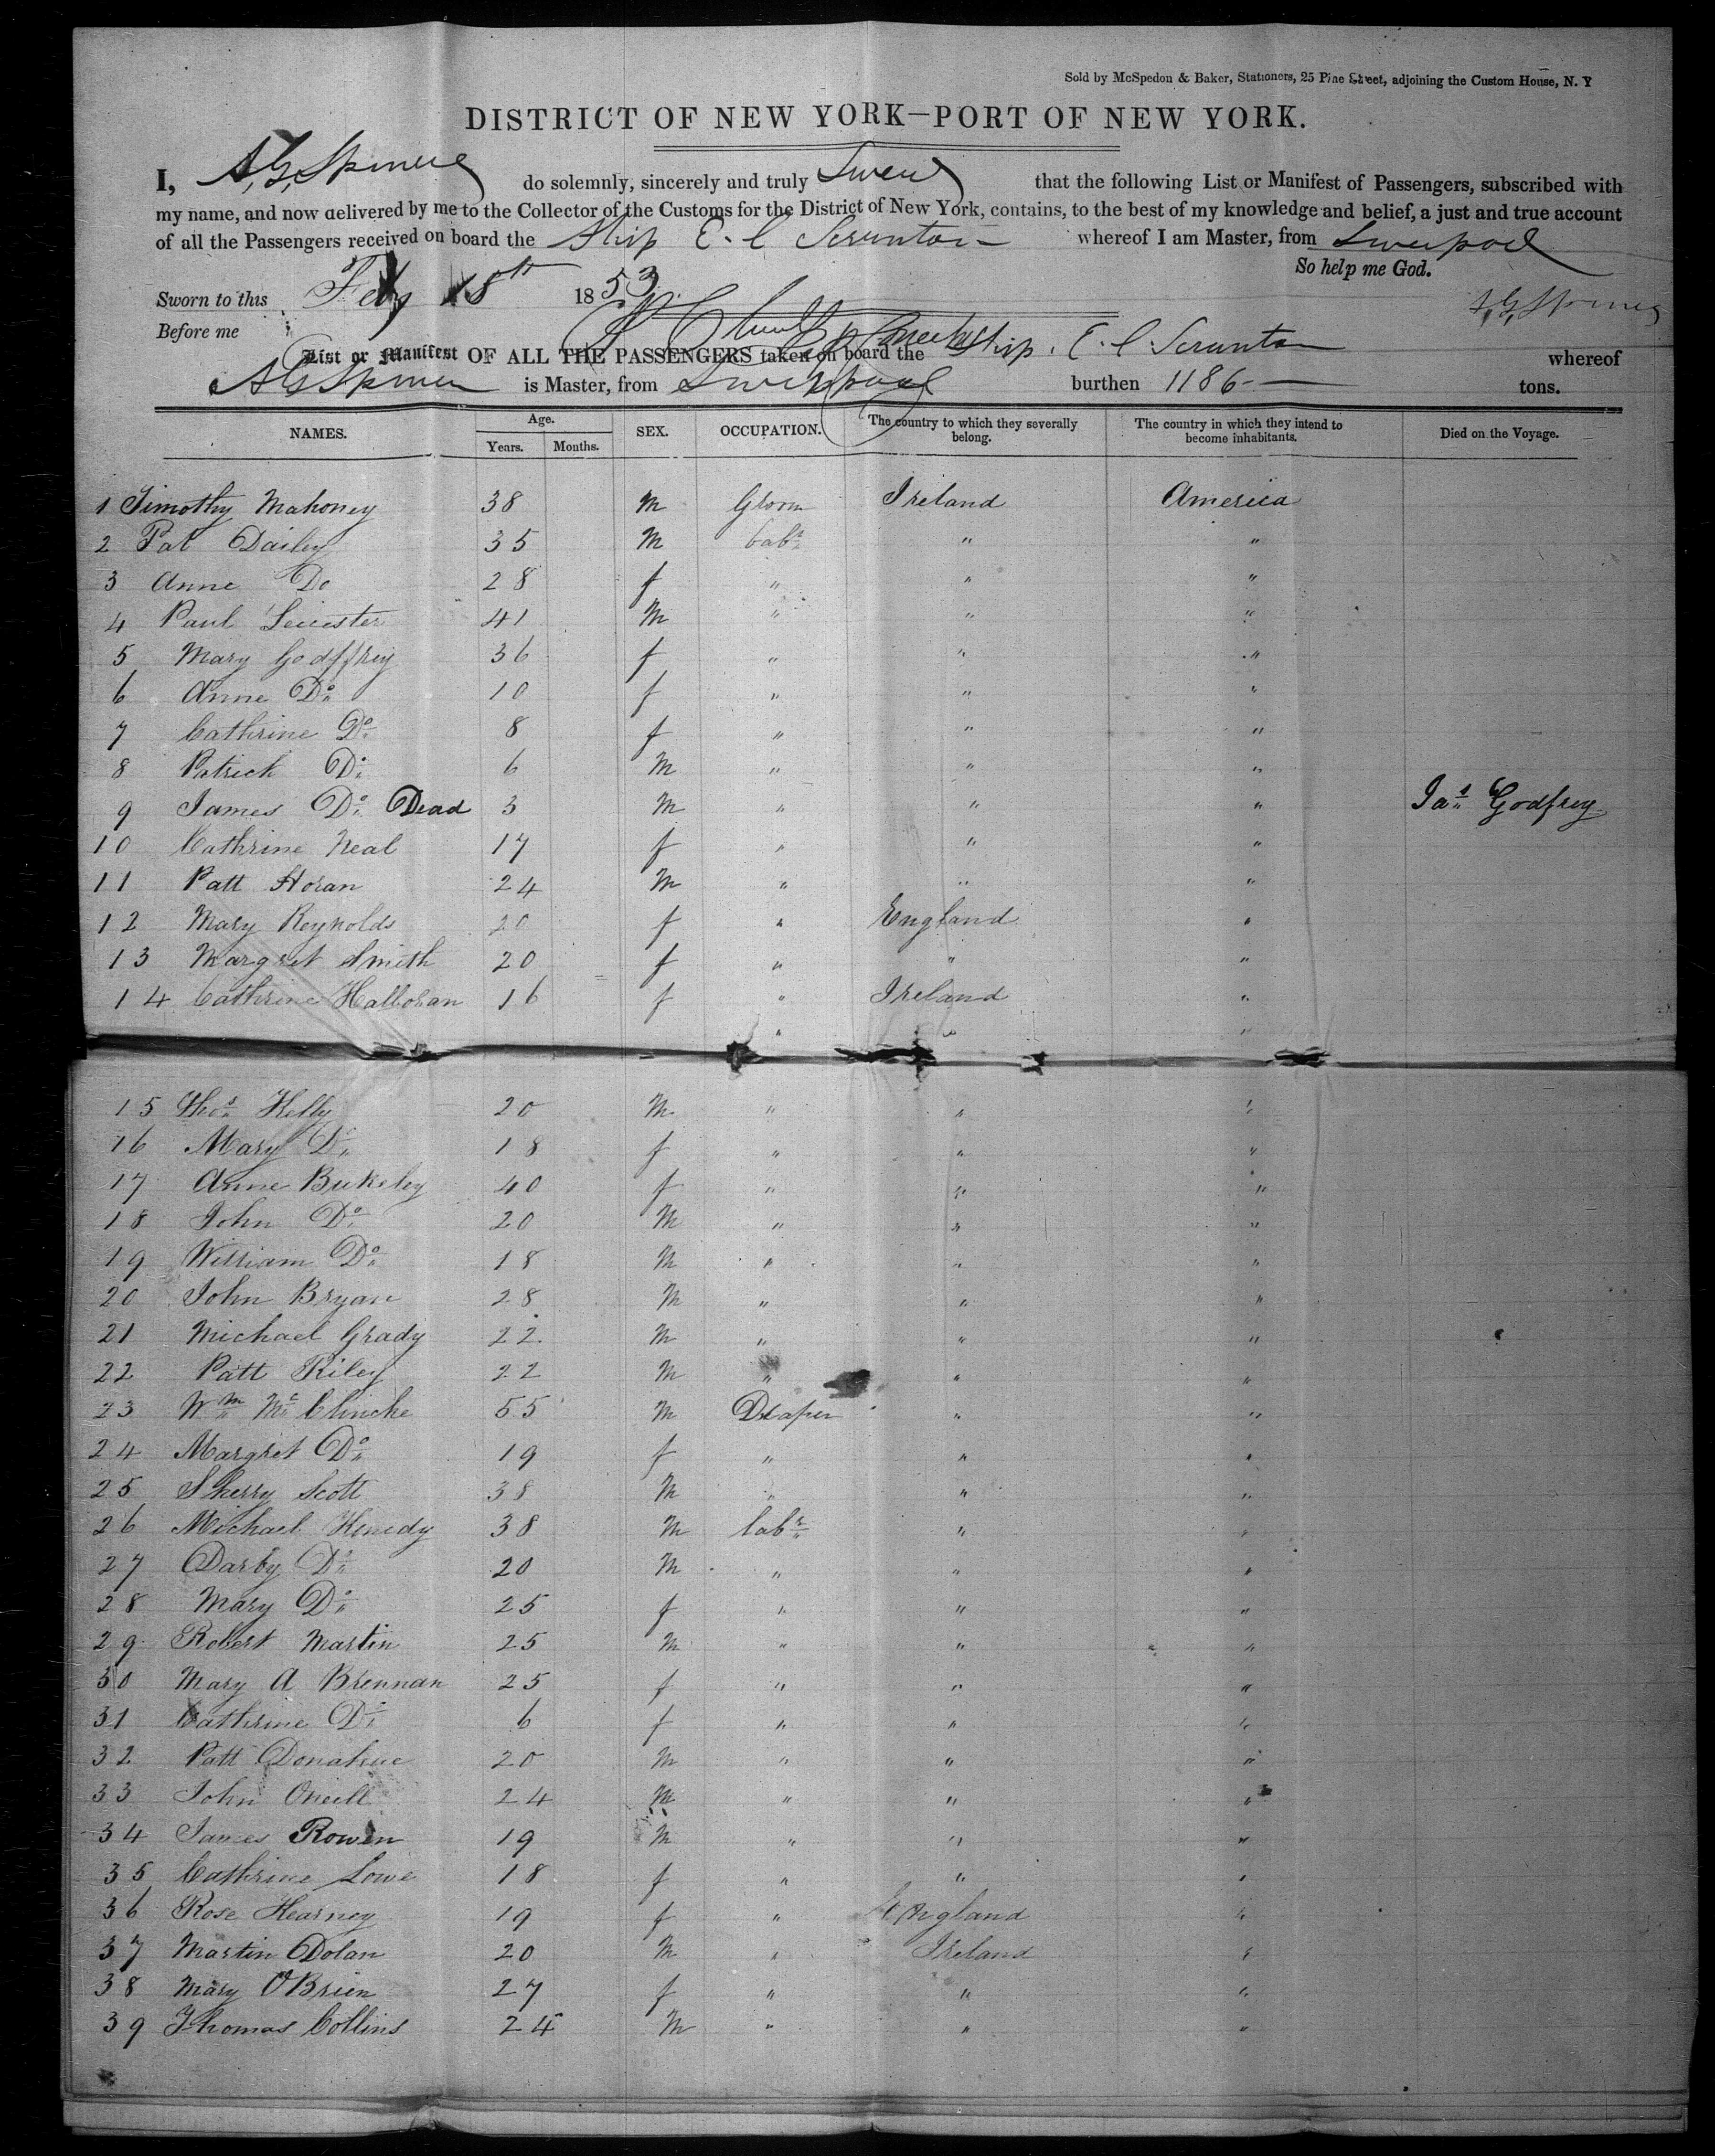 Sold by McSpedon & Baker, Stationers, 25 Pine Street, adjoining the Custom House, N. Y
DISTRICT OF NEW YORK—PORT OF NEW YORK.
I, A, G, Spencer do solemnly, sincerely and truly Swear that the following List or Manifest of Passengers, subscribed with
my name, and now delivered by me to the Collector of the Customs for the District of New York, contains, to the best of my knowledge and belief, a just and true account
of all the Passengers received on board the Ship E. C Scranton whereof I am Master, from Liverpool
So help me God.
Sworn to this Feby 18th 1853.
Before me
List or Manifest OF ALL THE PASSENGERS taken on board the Ship. E. C. Scranton whereof
A G Spencer is Master, from Liverpool burthen 1186 tons.
NAMES. Age. Years. Months. SEX. OCCUPATION. The country to which they severally belong. The country in which they intend to become inhabitants. Died on the Voyage.
1 Timothy Mahoney 38 M Groom Ireland America
2 Pat Dailey 35 M Labr " "
3 Anne Do 28 f " " "
4 Paul Leicester 41 M " " "
5 Mary Godffrey 36 f " " "
6 Anne Do 10 f " " "
7 Cathrine Do 8 f " " "
8 Patrick Do 6 M " " "
9 James Do Dead 3 M " " " Jas Godfrey
10 Cathrine Neal 17 f " " "
11 Patt Horan 24 M " " "
12 Mary Reynolds 20 f " England "
13 Margret Smith 20 f " " "
14 Cathrine Halloran 16 f " Ireland "
" " "
15 Thos Kelly 20 M " " "
16 Mary Do 18 f " " "
17 Anne Bukeley 40 f " " "
18 John Do 20 M " " "
19 William Do 18 M " " "
20 John Bryan 28 M " " "
21 Michael Grady 22 M " " "
22 Patt Riley 22 M " " "
23 Wm Mc Clincke 55 M Draper " "
24 Margret Do 19 f " " "
25 Sherry Scott 38 M " " "
26 Michael Kenedy 38 M labr " "
27 Darby Do 20 M " " "
28 Mary Do 25 f " " "
29 Robert Martin 25 M " " "
30 Mary A Brennan 25 f " " "
31 Cathrine Do 6 f " " "
32 Patt Donahue 20 M " " "
33 John Oneill 24 M " " "
34 James Rowen 19 M " " "
35 Cathrine Lowe 18 f " " "
36 Rose Kearney 19 f " England "
37 Martin Dolan 20 M " Ireland "
38 Mary OBrien 27 f " " "
39 Thomas Collins 24 M " " "